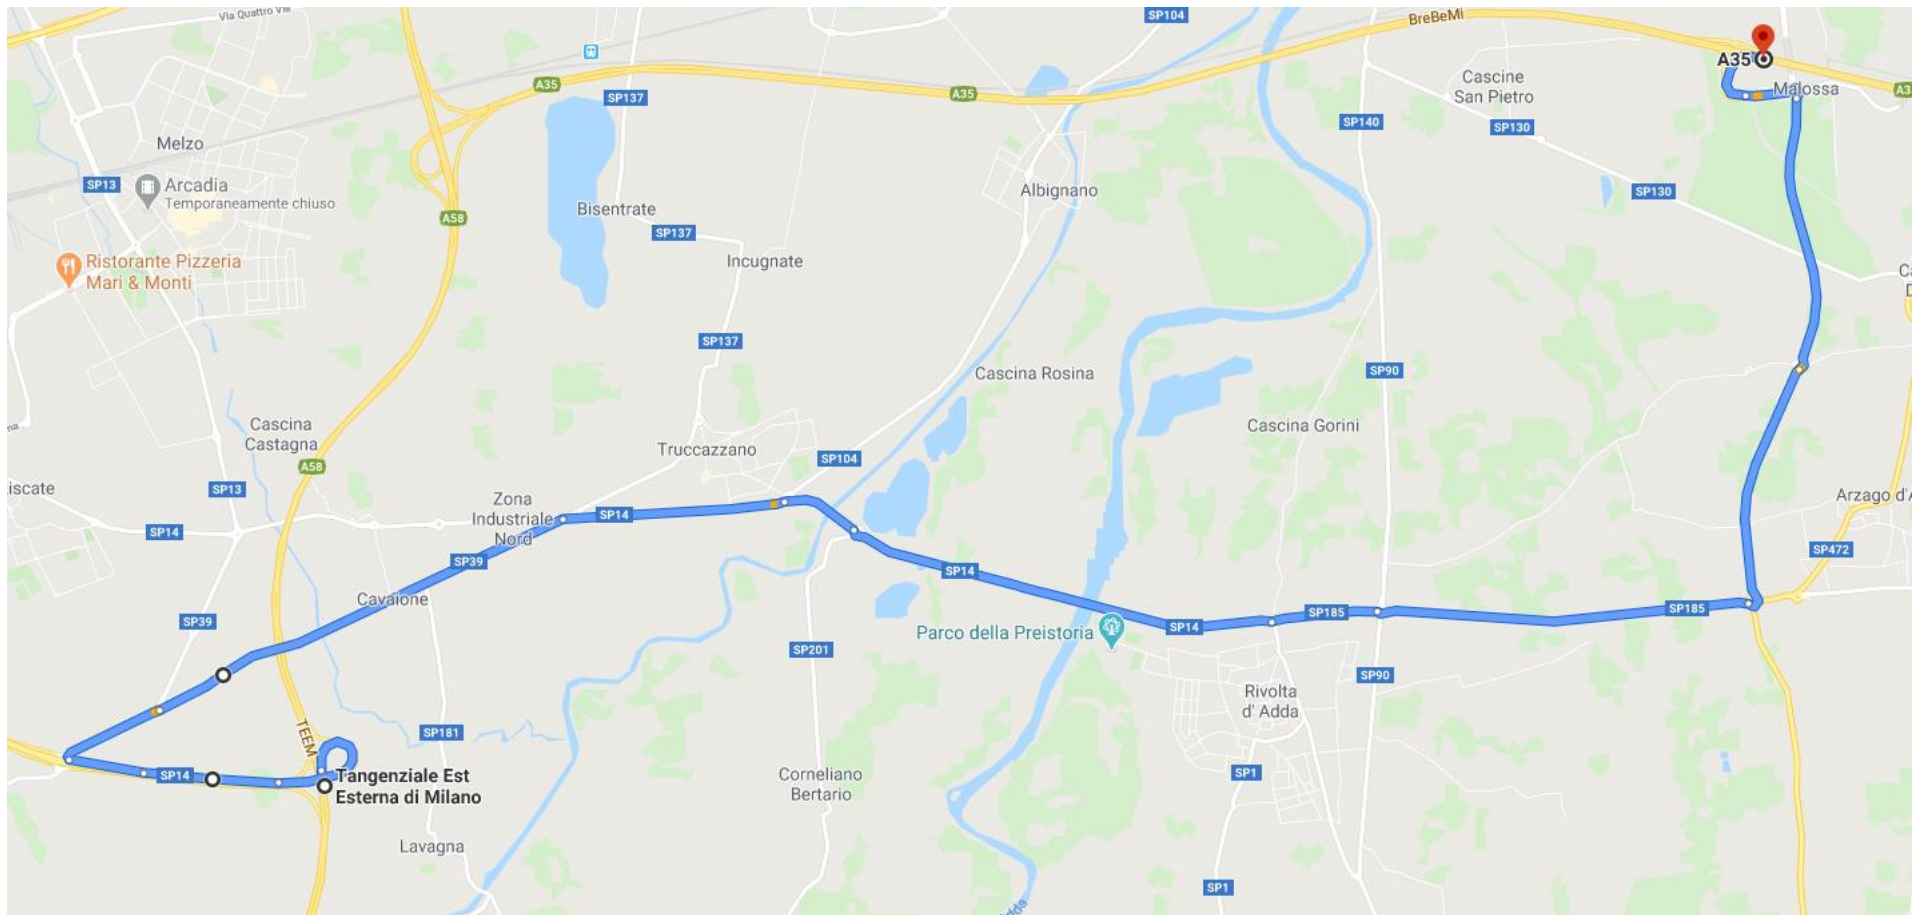 Via Quattro Vie
SP104
BreBeMi
A35
Malossa
A3
A35
SP137
A35
Cascine
San Pietro
SP140
SP130
Melzo
SP13
Arcadia
Temporaneamente chiuso
A58
Bisentrate
SP137
Albignano
SP130
Ristorante Pizzeria
Mari & Monti
Incugnate
SP137
Cascina Rosina
SP90
Cascina
Castagna
Cascina Gorini
A58
Truccazzano
SP104
iscate
SP13
Zona
Industriale
Nord
SP14
Arzago d'A
SP14
SP39
SP14
SP472
Cavaione
SP39
SP14
SP185
SP185
Parco della Preistoria
SP201
SP90
Rivolta
d' Adda
TEEM
SP181
SP14
Tangenziale Est
Esterna di Milano
Corneliano
Bertario
SP1
Lavagna
SP1